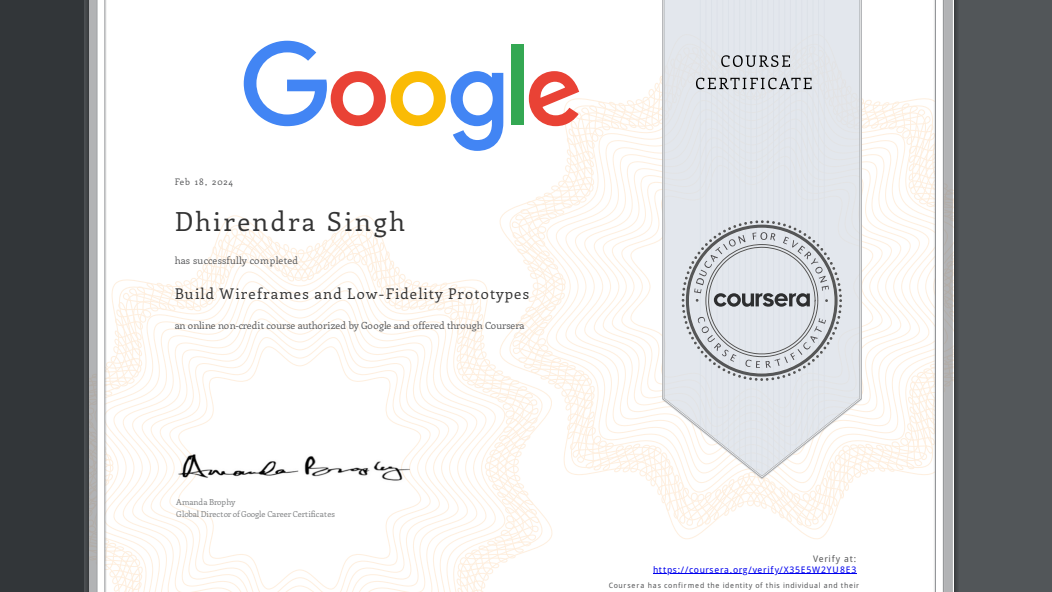 Google
COURSE
CERTIFICATE
Feb 18, 2024
Dhirendra Singh
has successfully completed
Build Wireframes and Low-Fidelity Prototypes
an online non-credit course authorized by Google and offered through Coursera
EDUCATION FOR EVERYONE
coursera
COURSE CERTIFICATE
Amanda Brophy
Amanda Brophy
Global Director of Google Career Certificates
Verify at:
https://coursera.org/verify/X35E5W2YU8E3
Coursera has confirmed the identity of this individual and their